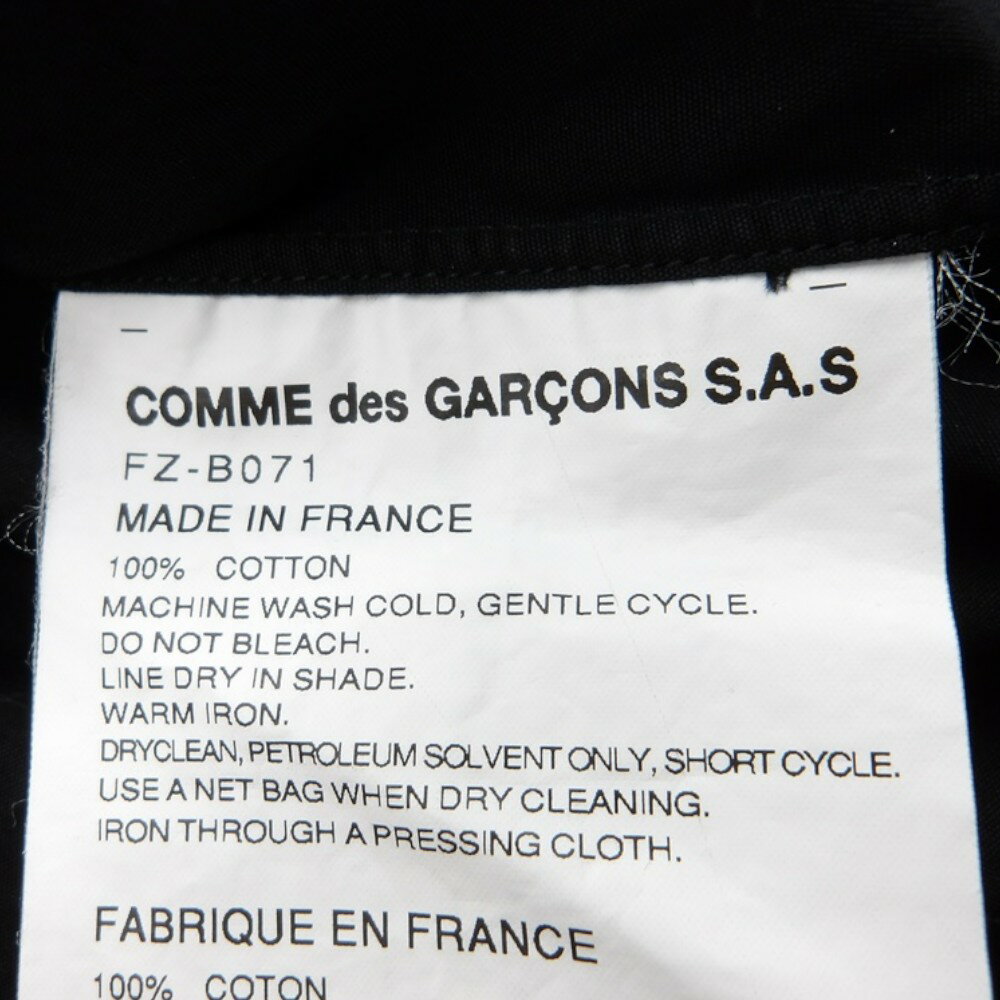 COMME des GARÇONS S.A.S
FZ-B071
MADE IN FRANCE
100% COTTON
MACHINE WASH COLD, GENTLE CYCLE.
DO NOT BLEACH.
LINE DRY IN SHADE.
WARM IRON.
DRYCLEAN, PETROLEUM SOLVENT ONLY, SHORT CYCLE.
USE A NET BAG WHEN DRY CLEANING.
IRON THROUGH A PRESSING CLOTH.
FABRIQUE EN FRANCE
100% COTON